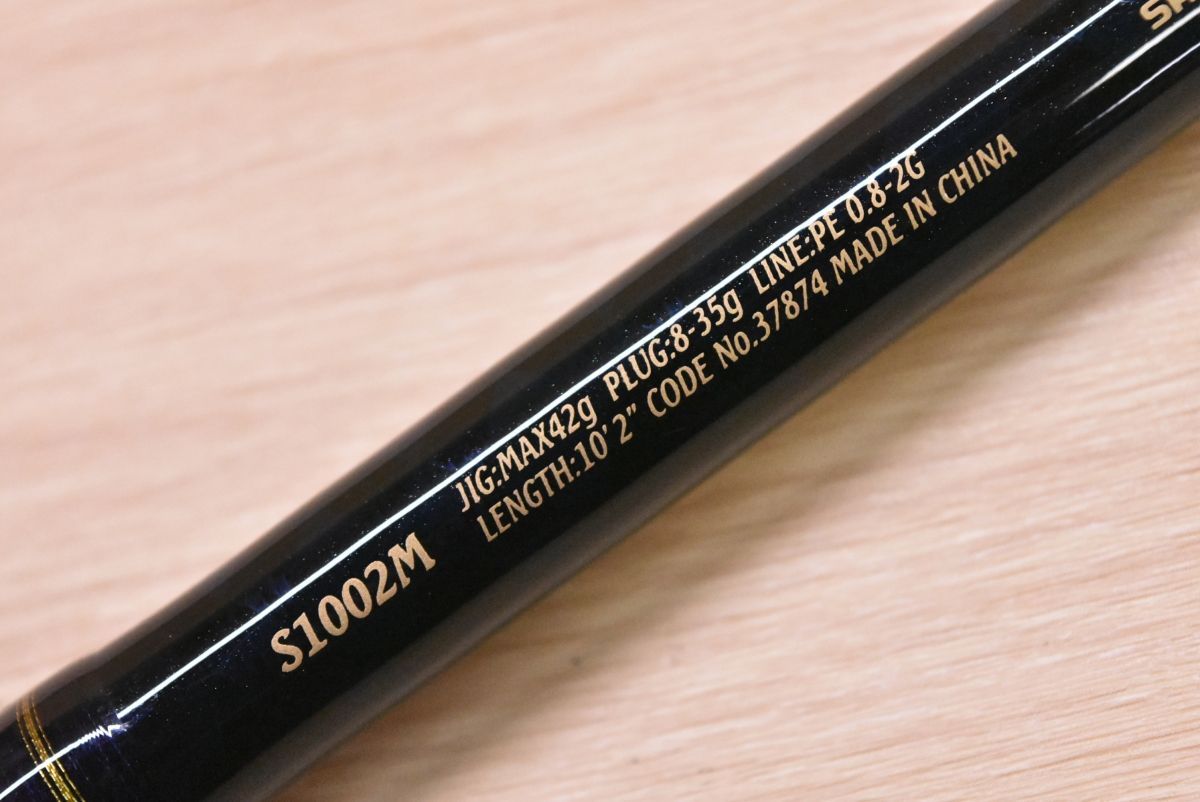 S1002M
JIG:MAX42g PLUG:8-35g LINE:PE 0.8-2G
LENGTH:10'2" CODE No.37874 MADE IN CHINA